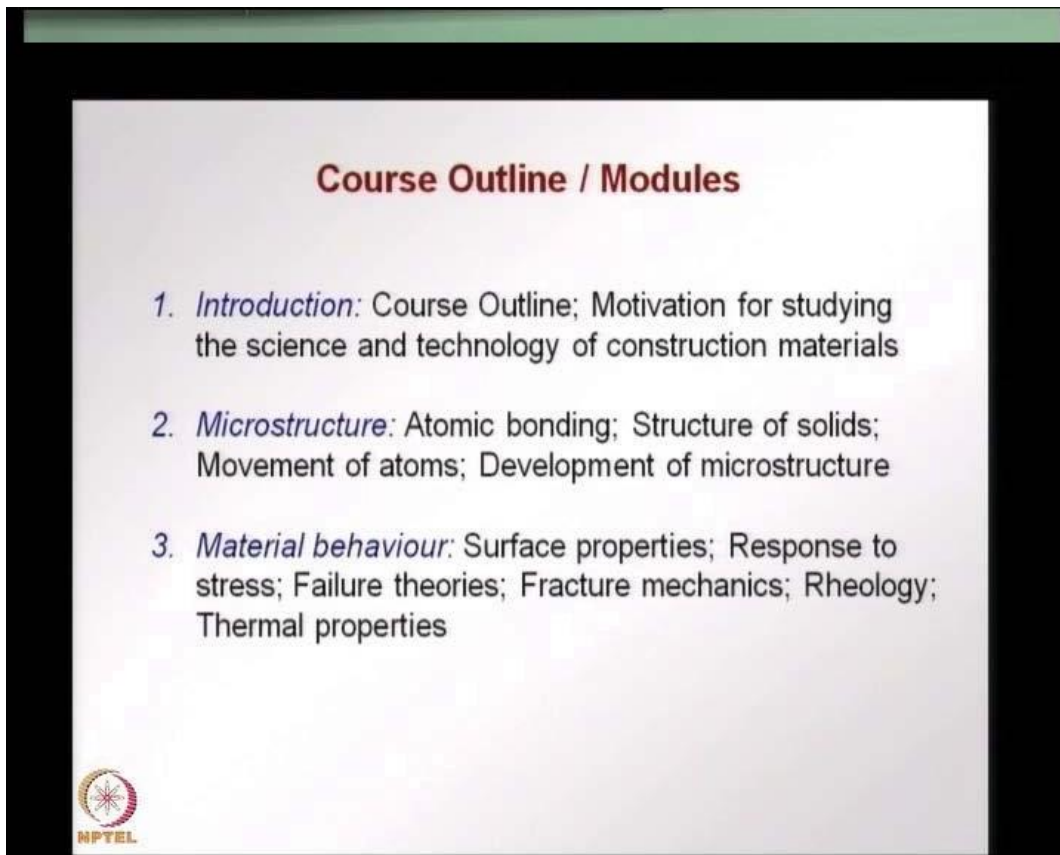 Course Outline / Modules
1. Introduction: Course Outline; Motivation for studying
the science and technology of construction materials
2. Microstructure: Atomic bonding; Structure of solids;
Movement of atoms; Development of microstructure
3. Material behaviour: Surface properties; Response to
stress; Failure theories; Fracture mechanics; Rheology;
Thermal properties
NPTEL